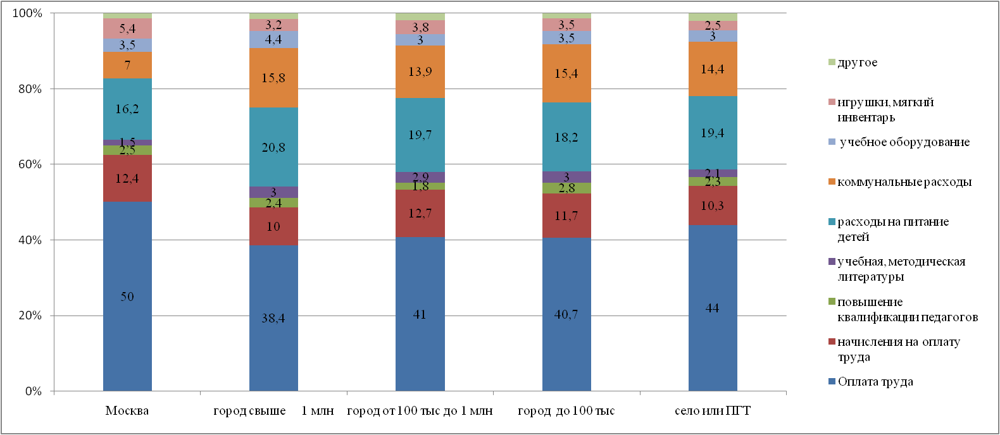 100%
80%
60%
40%
20%
0%
5,4
3,5
7
16,2
1,5
2,5
12,4
50
3,2
4,4
15,8
20,8
3
2,4
10
38,4
3,8
3
13,9
19,7
2,9
1,8
12,7
41
3,5
3,5
15,4
18,2
3
2,8
11,7
40,7
2,5
3
14,4
19,4
2,1
2,3
10,3
44
Москва
город свыше 1 млн
город от 100 тыс до 1 млн
город до 100 тыс
село или ПГТ
другое
игрушки, мягкий
инвентарь
учебное оборудование
коммунальные расходы
расходы на питание
детей
учебная, методическая
литературы
повышение
квалификации педагогов
начисления на оплату
труда
Оплата труда